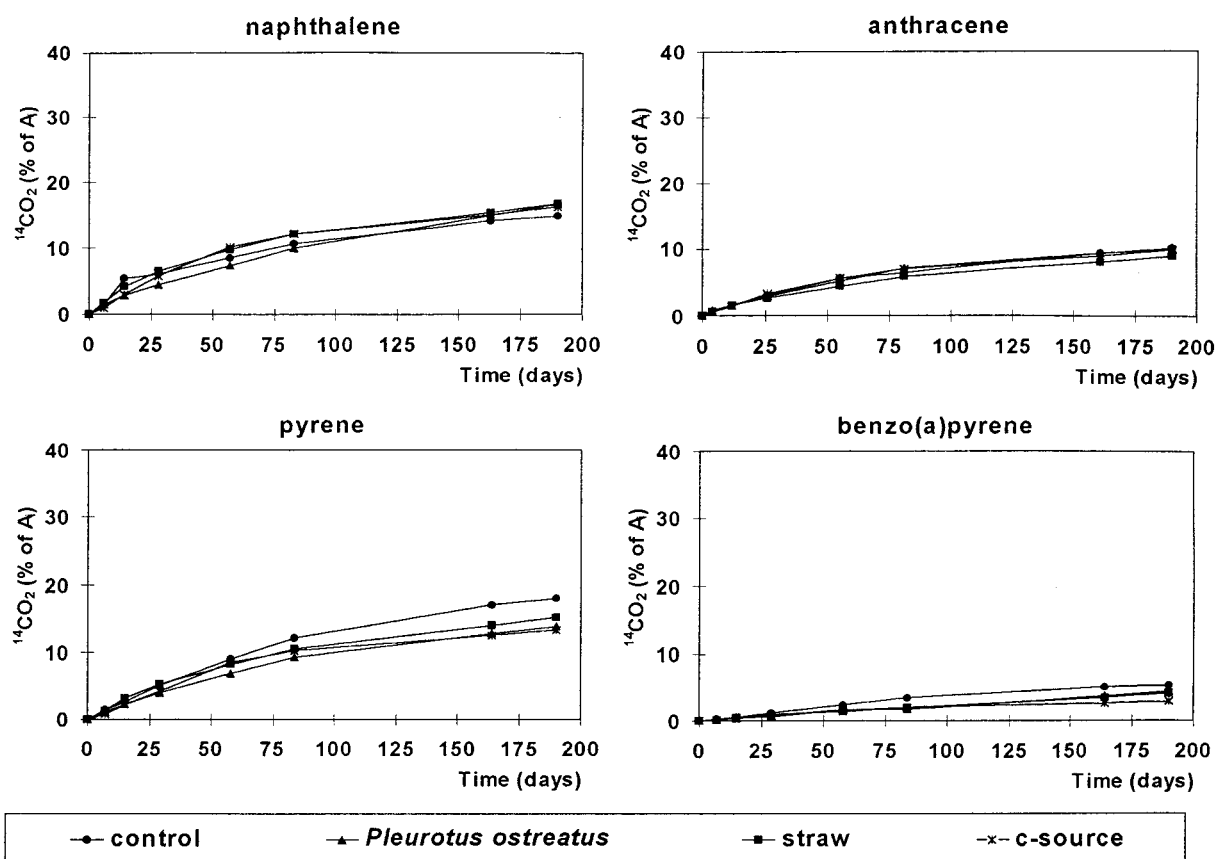 naphthalene
40
30
20
10
0
¹⁴CO₂ (% of A)
0 25 50 75 100 125 150 175 200
Time (days)
anthracene
40
30
20
10
0
¹⁴CO₂ (% of A)
0 25 50 75 100 125 150 175 200
Time (days)
pyrene
40
30
20
10
0
¹⁴CO₂ (% of A)
0 25 50 75 100 125 150 175 200
Time (days)
benzo(a)pyrene
40
30
20
10
0
¹⁴CO₂ (% of A)
0 25 50 75 100 125 150 175 200
Time (days)
control Pleurotus ostreatus straw c-source